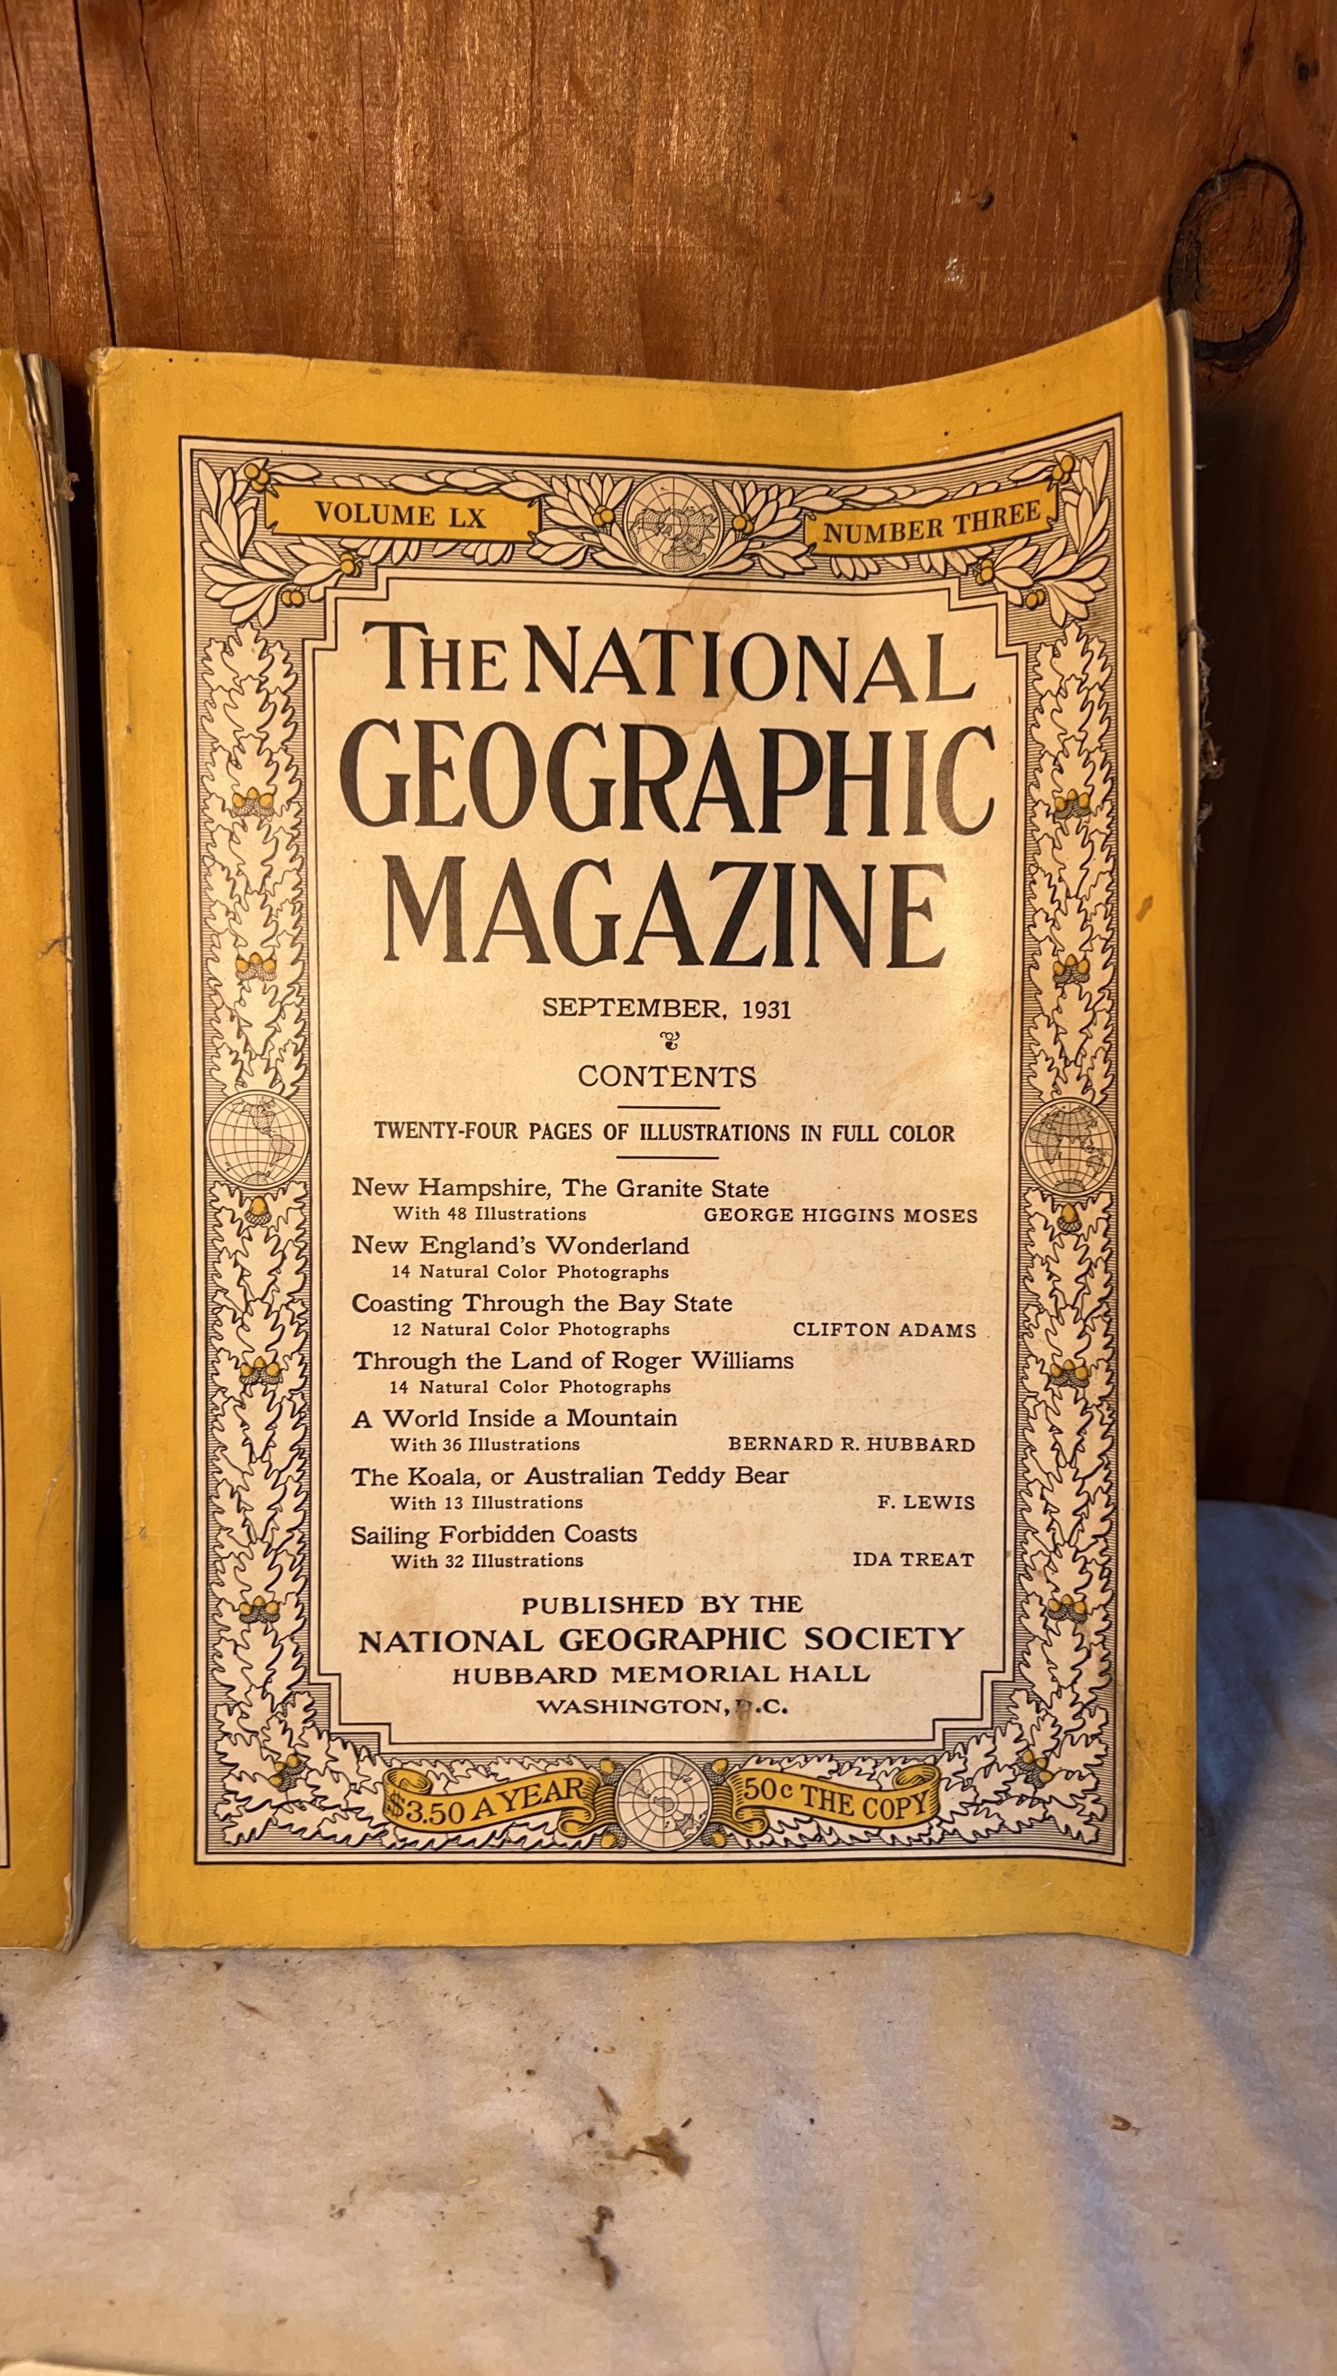 VOLUME LX
NUMBER THREE
THE NATIONAL
GEOGRAPHIC
MAGAZINE
SEPTEMBER, 1931
CONTENTS
TWENTY-FOUR PAGES OF ILLUSTRATIONS IN FULL COLOR
New Hampshire, The Granite State
With 48 Illustrations GEORGE HIGGINS MOSES
New England's Wonderland
14 Natural Color Photographs
Coasting Through the Bay State
12 Natural Color Photographs CLIFTON ADAMS
Through the Land of Roger Williams
14 Natural Color Photographs
A World Inside a Mountain
With 36 Illustrations BERNARD R. HUBBARD
The Koala, or Australian Teddy Bear
With 13 Illustrations F. LEWIS
Sailing Forbidden Coasts
With 32 Illustrations IDA TREAT
PUBLISHED BY THE
NATIONAL GEOGRAPHIC SOCIETY
HUBBARD MEMORIAL HALL
WASHINGTON, D.C.
$3.50 A YEAR
50c THE COPY